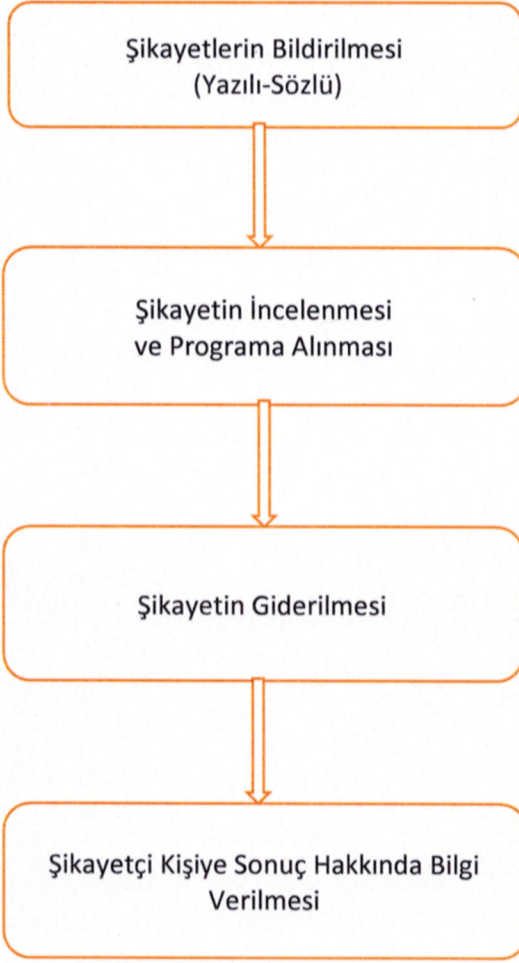 Şikayetlerin Bildirilmesi
(Yazılı-Sözlü)
Şikayetin İncelenmesi
ve Programa Alınması
Şikayetin Giderilmesi
Şikayetçi Kişiye Sonuç Hakkında Bilgi
Verilmesi